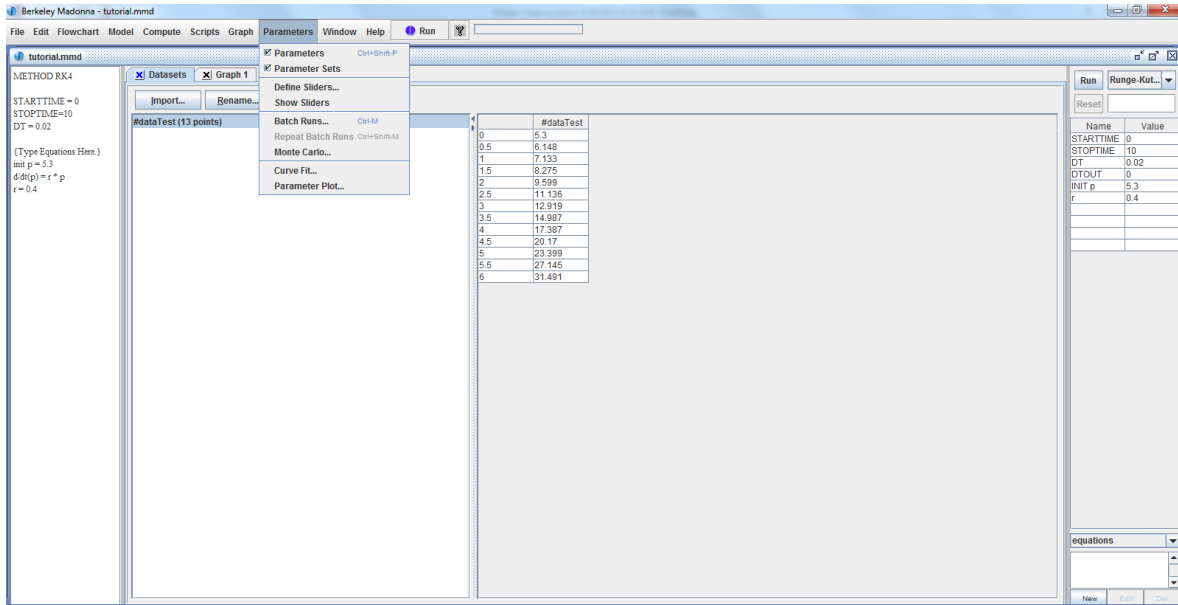 Berkeley Madonna - tutorial.mmd
File Edit Flowchart Model Compute Scripts Graph Parameters Window Help Run ?
tutorial.mmd
METHOD RK4
STARTTIME = 0
STOPTIME=10
DT = 0.02
{Type Equations Here.}
init p = 5.3
d/dt(p) = r * p
r = 0.4
Datasets Graph 1
Import... Rename...
#dataTest (13 points)
Parameters Ctrl+Shift-P
Parameter Sets
Define Sliders...
Show Sliders
Batch Runs... Ctrl-M
Repeat Batch Runs Ctrl+Shift-M
Monte Carlo...
Curve Fit...
Parameter Plot...
#dataTest
0 5.3
0.5 6.148
1 7.133
1.5 8.275
2 9.599
2.5 11.136
3 12.919
3.5 14.987
4 17.387
4.5 20.17
5 23.399
5.5 27.145
6 31.491
Run Runge-Kut...
Reset
Name Value
STARTTIME 0
STOPTIME 10
DT 0.02
DTOUT 0
INIT p 5.3
r 0.4
equations
New Edit Del